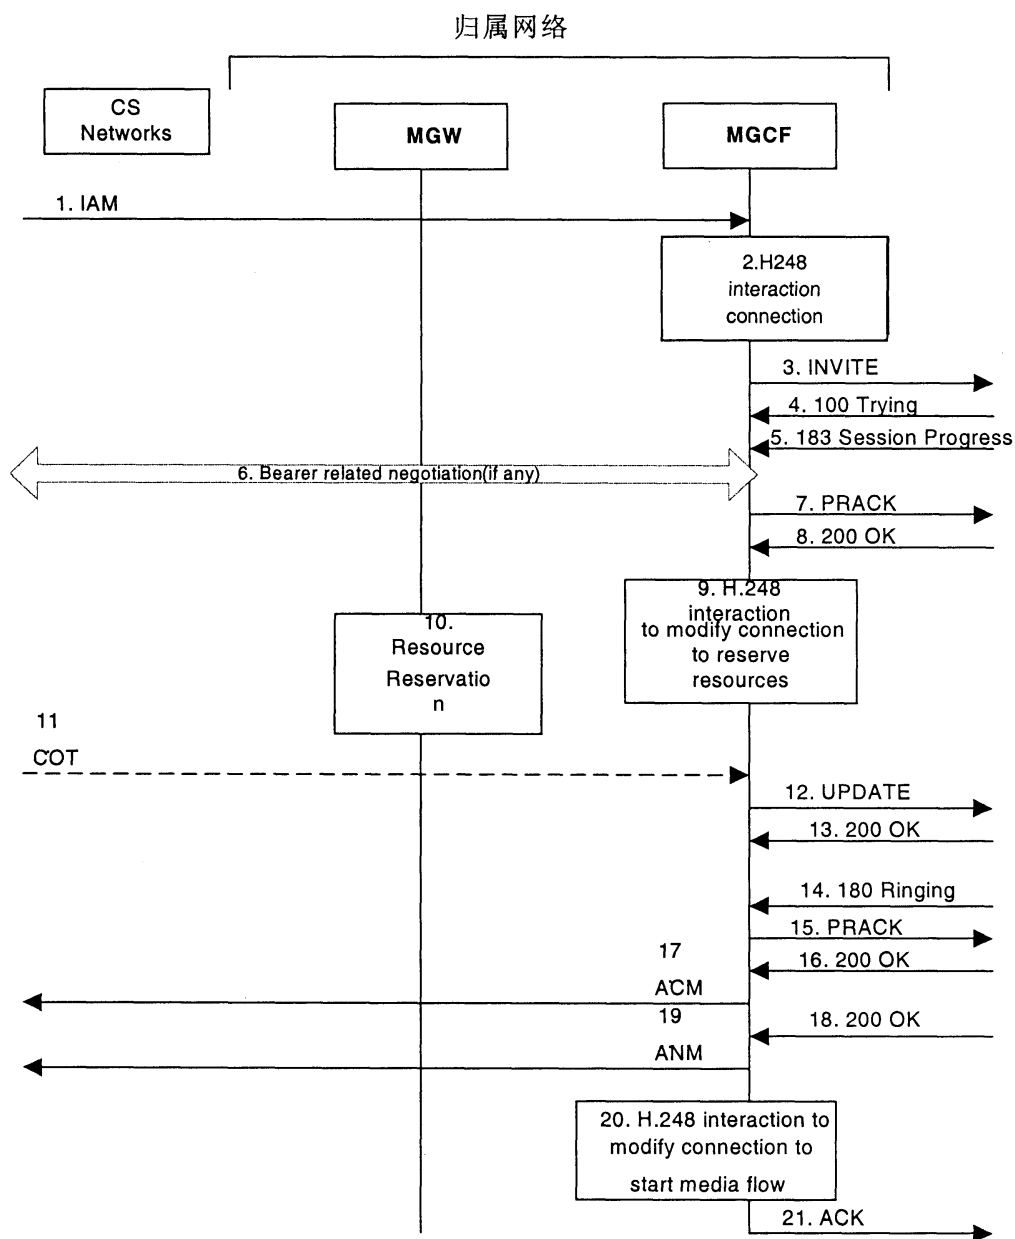 归属网络
CS
Networks
MGW
MGCF
1. IAM
2.H248
interaction
connection
3. INVITE
4. 100 Trying
5. 183 Session Progress
6. Bearer related negotiation(if any)
7. PRACK
8. 200 OK
9. H.248
interaction
to modify connection
to reserve
resources
10.
Resource
Reservatio
n
11
COT
12. UPDATE
13. 200 OK
14. 180 Ringing
15. PRACK
16. 200 OK
17
ACM
18. 200 OK
19
ANM
20. H.248 interaction to
modify connection to
start media flow
21. ACK